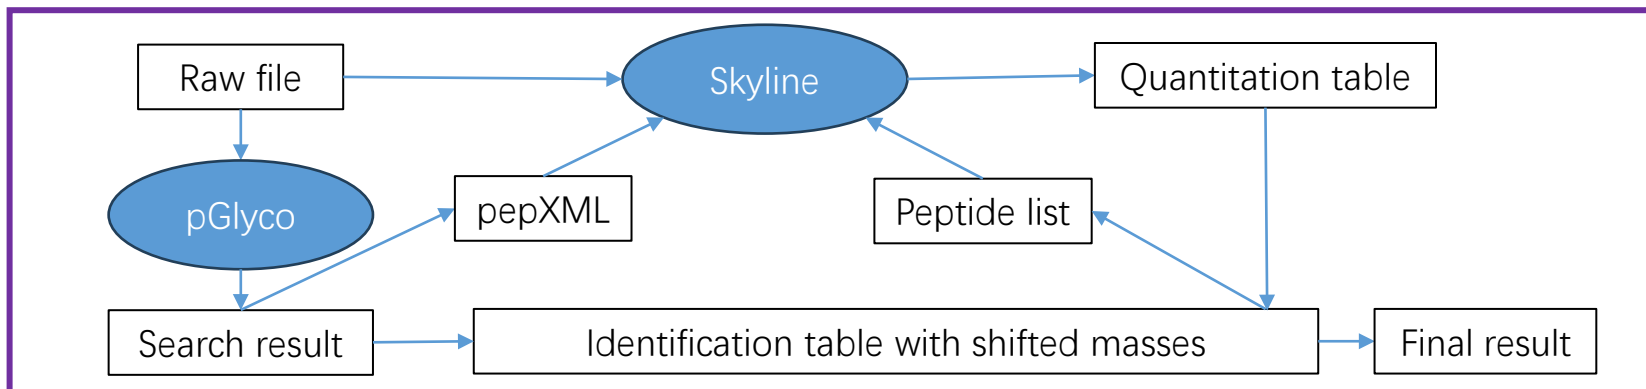 Raw file
Skyline
Quantitation table
pGlyco
pepXML
Peptide list
Search result
Identification table with shifted masses
Final result